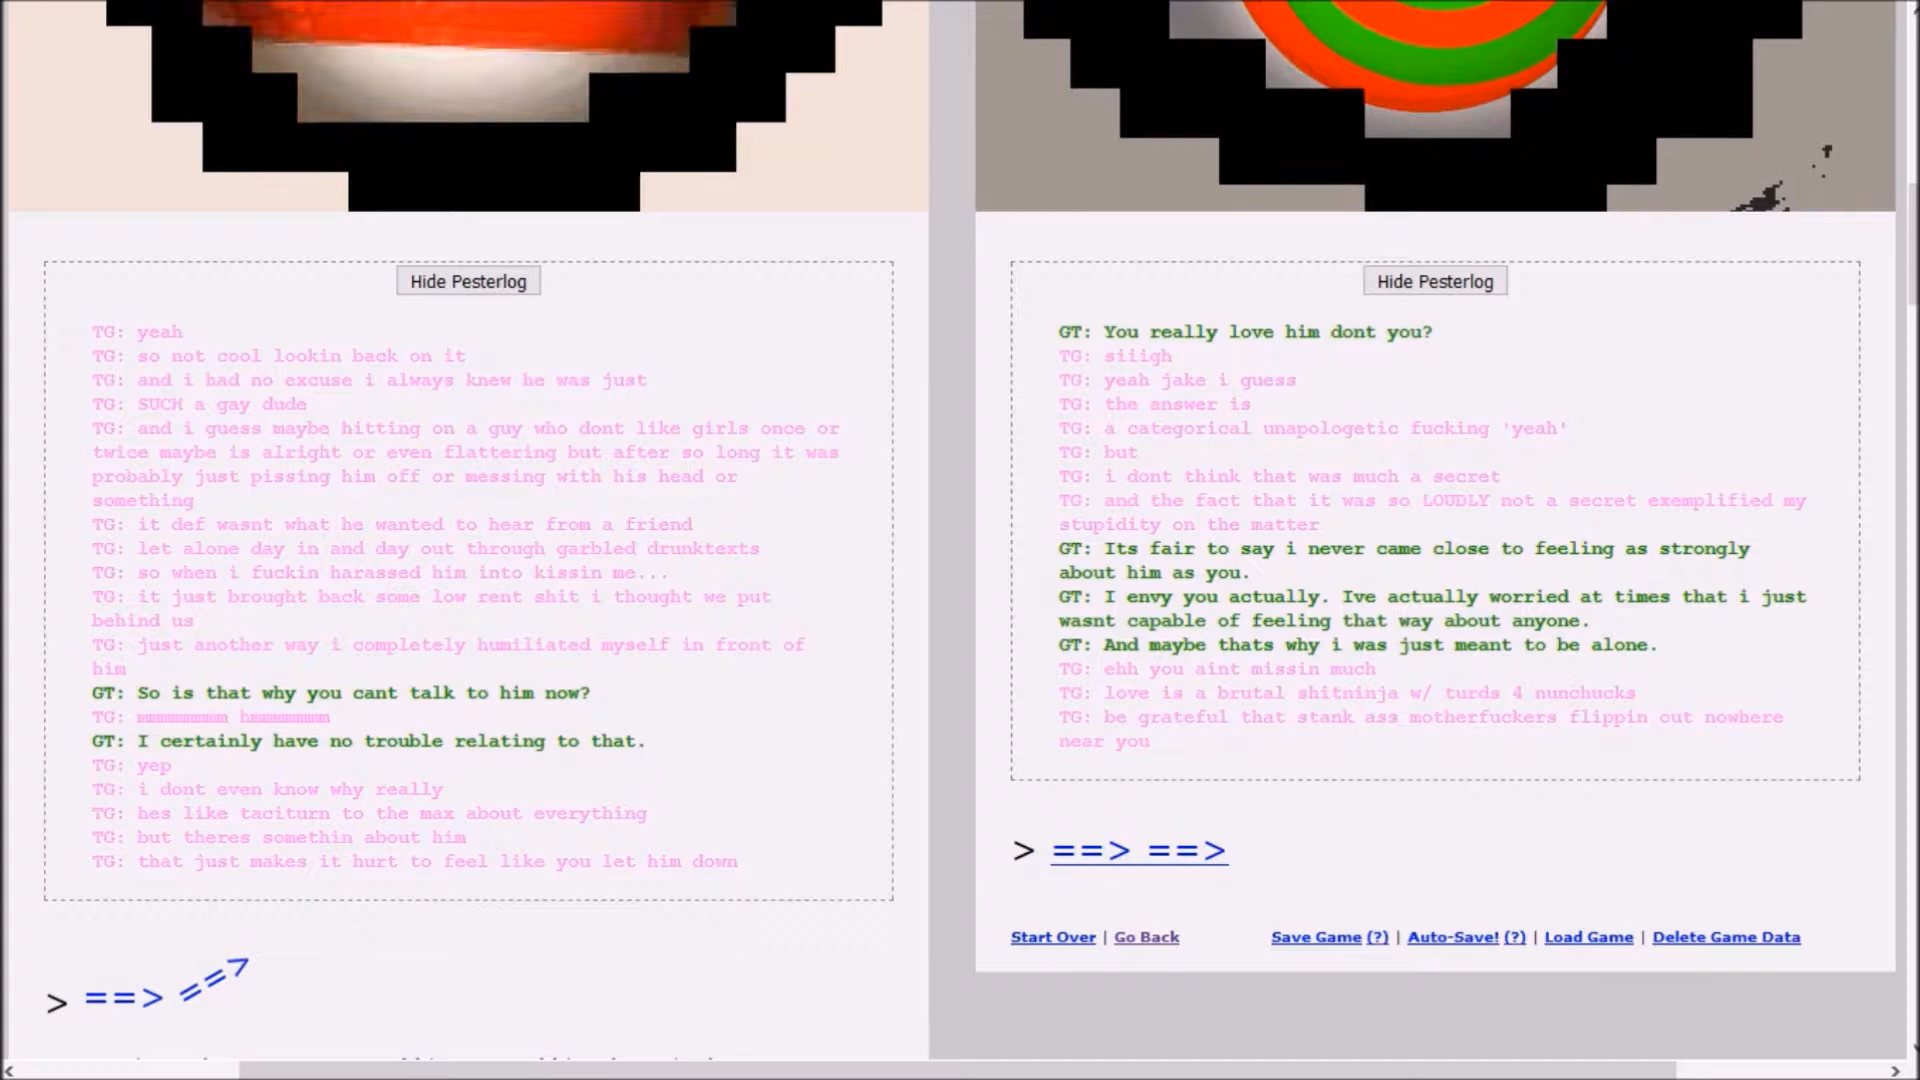 Hide Pesterlog
TG: yeah
TG: so not cool lookin back on it
TG: and i had no excuse i always knew he was just
TG: SUCH a gay dude
TG: and i guess maybe hitting on a guy who dont like girls once or
twice maybe is alright or even flattering but after so long it was
probably just pissing him off or messing with his head or
something
TG: it def wasnt what he wanted to hear from a friend
TG: let alone day in and day out through garbled drunktexts
TG: so when i fuckin harassed him into kissin me...
TG: it just brought back some low rent shit i thought we put
behind us
TG: just another way i completely humiliated myself in front of
him
GT: So is that why you cant talk to him now?
TG: mmmmmmmm hmmmmmmm
GT: I certainly have no trouble relating to that.
TG: yep
TG: i dont even know why really
TG: hes like taciturn to the max about everything
TG: but theres somethin about him
TG: that just makes it hurt to feel like you let him down
> ==> ==>
Hide Pesterlog
GT: You really love him dont you?
TG: siiigh
TG: yeah jake i guess
TG: the answer is
TG: a categorical unapologetic fucking 'yeah'
TG: but
TG: i dont think that was much a secret
TG: and the fact that it was so LOUDLY not a secret exemplified my
stupidity on the matter
GT: Its fair to say i never came close to feeling as strongly
about him as you.
GT: I envy you actually. Ive actually worried at times that i just
wasnt capable of feeling that way about anyone.
GT: And maybe thats why i was just meant to be alone.
TG: ehh you aint missin much
TG: love is a brutal shitninja w/ turds 4 nunchucks
TG: be grateful that stank ass motherfuckers flippin out nowhere
near you
> ==> ==>
Start Over | Go Back Save Game (?) | Auto-Save! (?) | Load Game | Delete Game Data